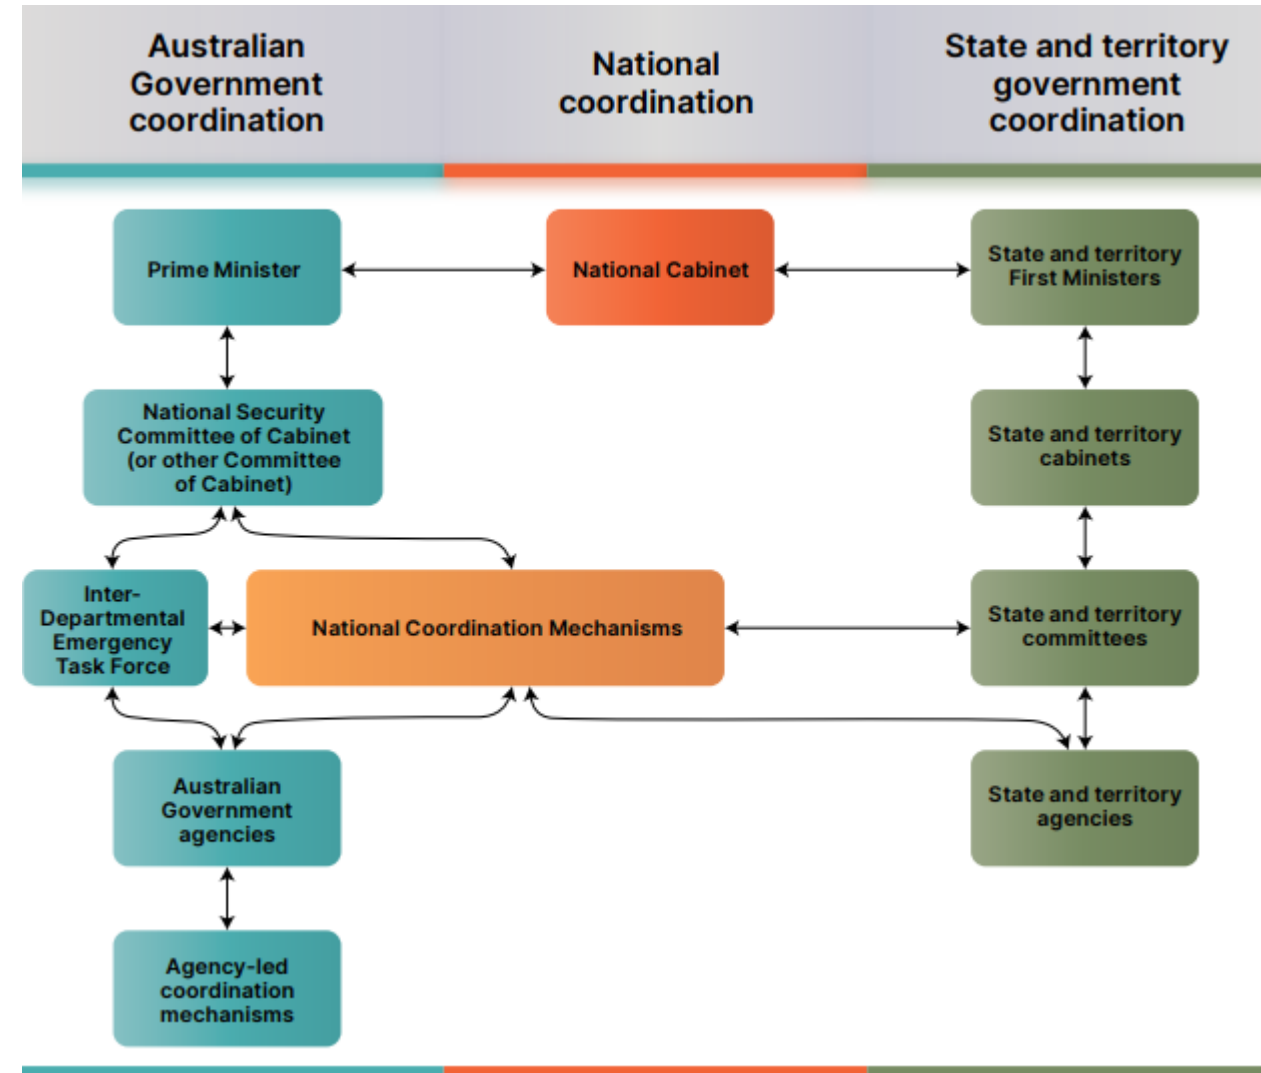 Australian
Government
coordination
National
coordination
State and territory
government
coordination
Prime Minister
National Cabinet
State and territory
First Ministers
National Security
Committee of Cabinet
(or other Committee
of Cabinet)
State and territory
cabinets
Inter-
Departmental
Emergency
Task Force
National Coordination Mechanisms
State and territory
committees
Australian
Government
agencies
State and territory
agencies
Agency-led
coordination
mechanisms